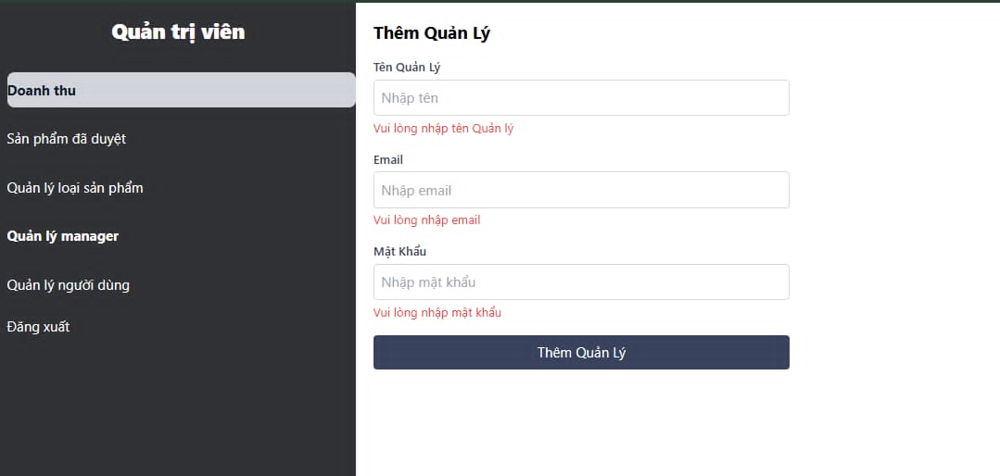 Quản trị viên
Doanh thu
Sản phẩm đã duyệt
Quản lý loại sản phẩm
Quản lý manager
Quản lý người dùng
Đăng xuất
Thêm Quản Lý
Tên Quản Lý
Nhập tên
Vui lòng nhập tên Quản lý
Email
Nhập email
Vui lòng nhập email
Mật Khẩu
Nhập mật khẩu
Vui lòng nhập mật khẩu
Thêm Quản Lý